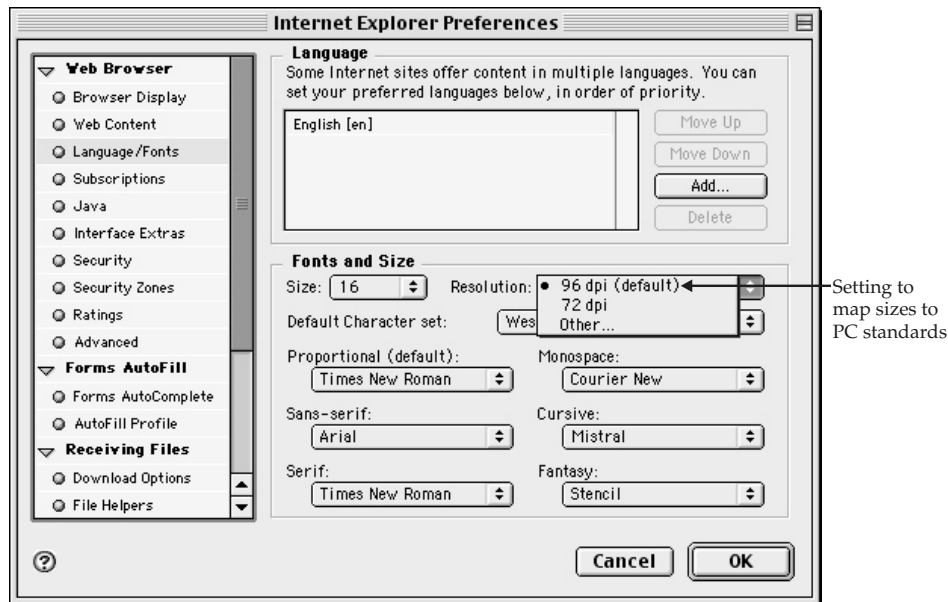 Internet Explorer Preferences
Web Browser
Browser Display
Web Content
Language/Fonts
Subscriptions
Java
Interface Extras
Security
Security Zones
Ratings
Advanced
Forms AutoFill
Forms AutoComplete
AutoFill Profile
Receiving Files
Download Options
File Helpers
Language
Some Internet sites offer content in multiple languages. You can
set your preferred languages below, in order of priority.
English [en]
Move Up
Move Down
Add...
Delete
Fonts and Size
Size: 16 Resolution: • 96 dpi (default)
72 dpi
Other...
Default Character set: Wes
Proportional (default): Monospace:
Times New Roman Courier New
Sans-serif: Cursive:
Arial Mistral
Serif: Fantasy:
Times New Roman Stencil
? Cancel OK
Setting to
map sizes to
PC standards